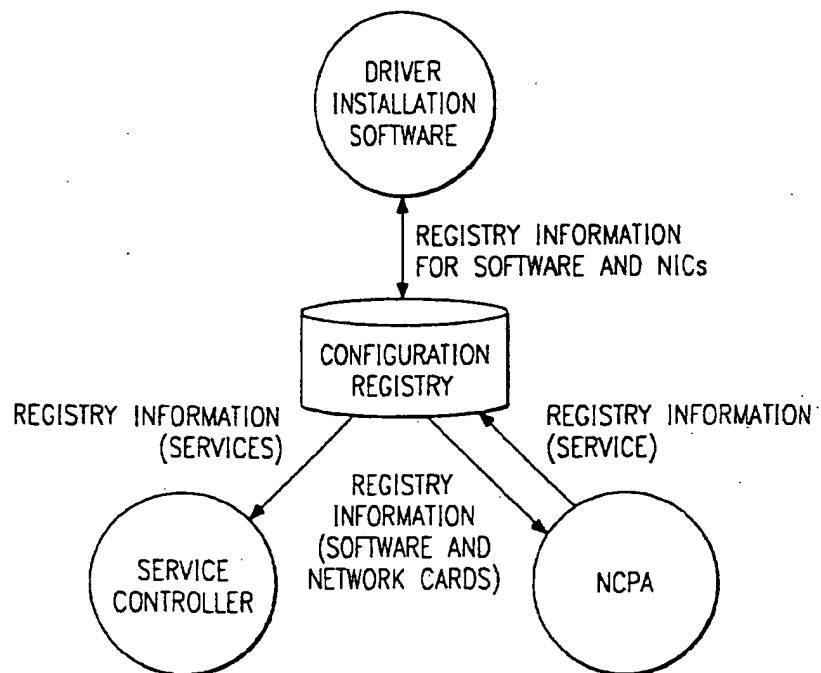 DRIVER
INSTALLATION
SOFTWARE
REGISTRY INFORMATION
FOR SOFTWARE AND NICs
CONFIGURATION
REGISTRY
REGISTRY INFORMATION
(SERVICES)
REGISTRY INFORMATION
(SERVICE)
REGISTRY
INFORMATION
(SOFTWARE AND
NETWORK CARDS)
SERVICE
CONTROLLER
NCPA